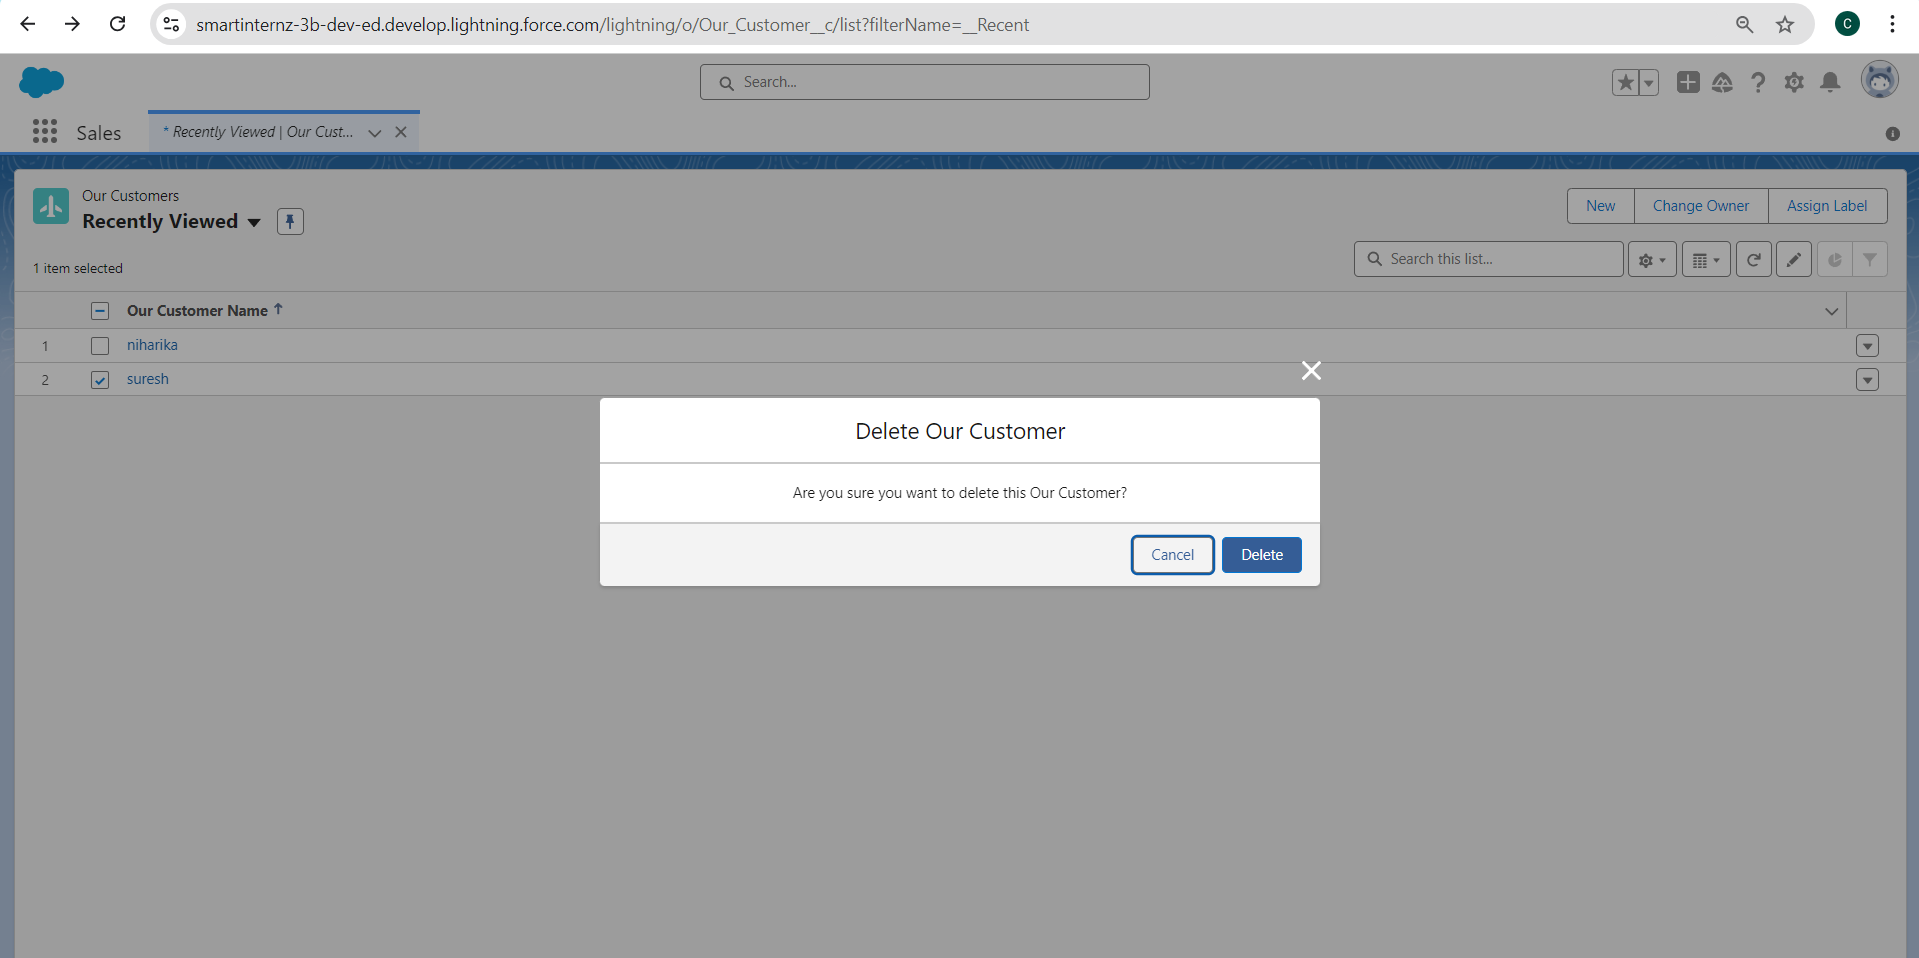 smartinternz-3b-dev-ed.develop.lightning.force.com/lightning/o/Our_Customer__c/list?filterName=__Recent
C
Search...
Sales
* Recently Viewed | Our Cust...
Our Customers
Recently Viewed
New
Change Owner
Assign Label
1 item selected
Search this list...
Our Customer Name
1
niharika
2
suresh
Delete Our Customer
Are you sure you want to delete this Our Customer?
Cancel
Delete